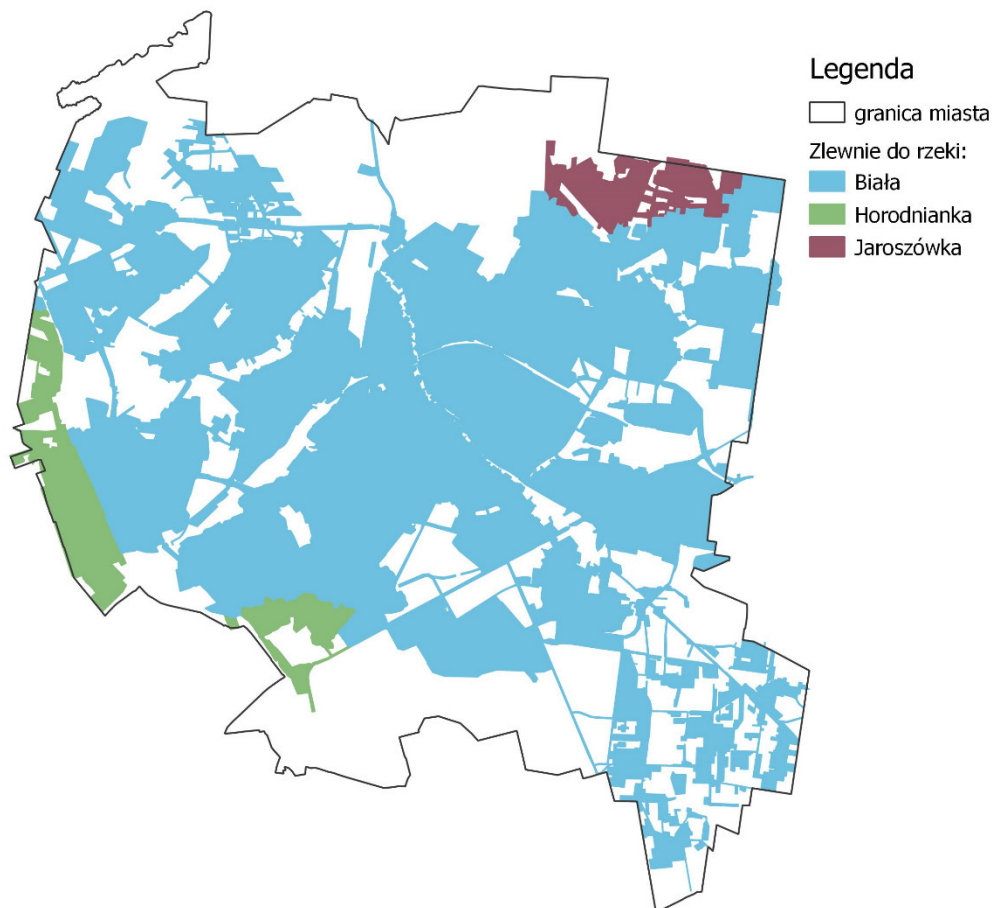 Legenda
granica miasta
Zlewnie do rzeki:
Biała
Horodnianka
Jaroszówka